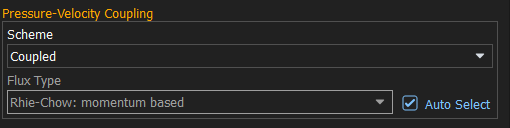 Pressure-Velocity Coupling
Scheme
Coupled
Flux Type
Rhie-Chow: momentum based
Auto Select